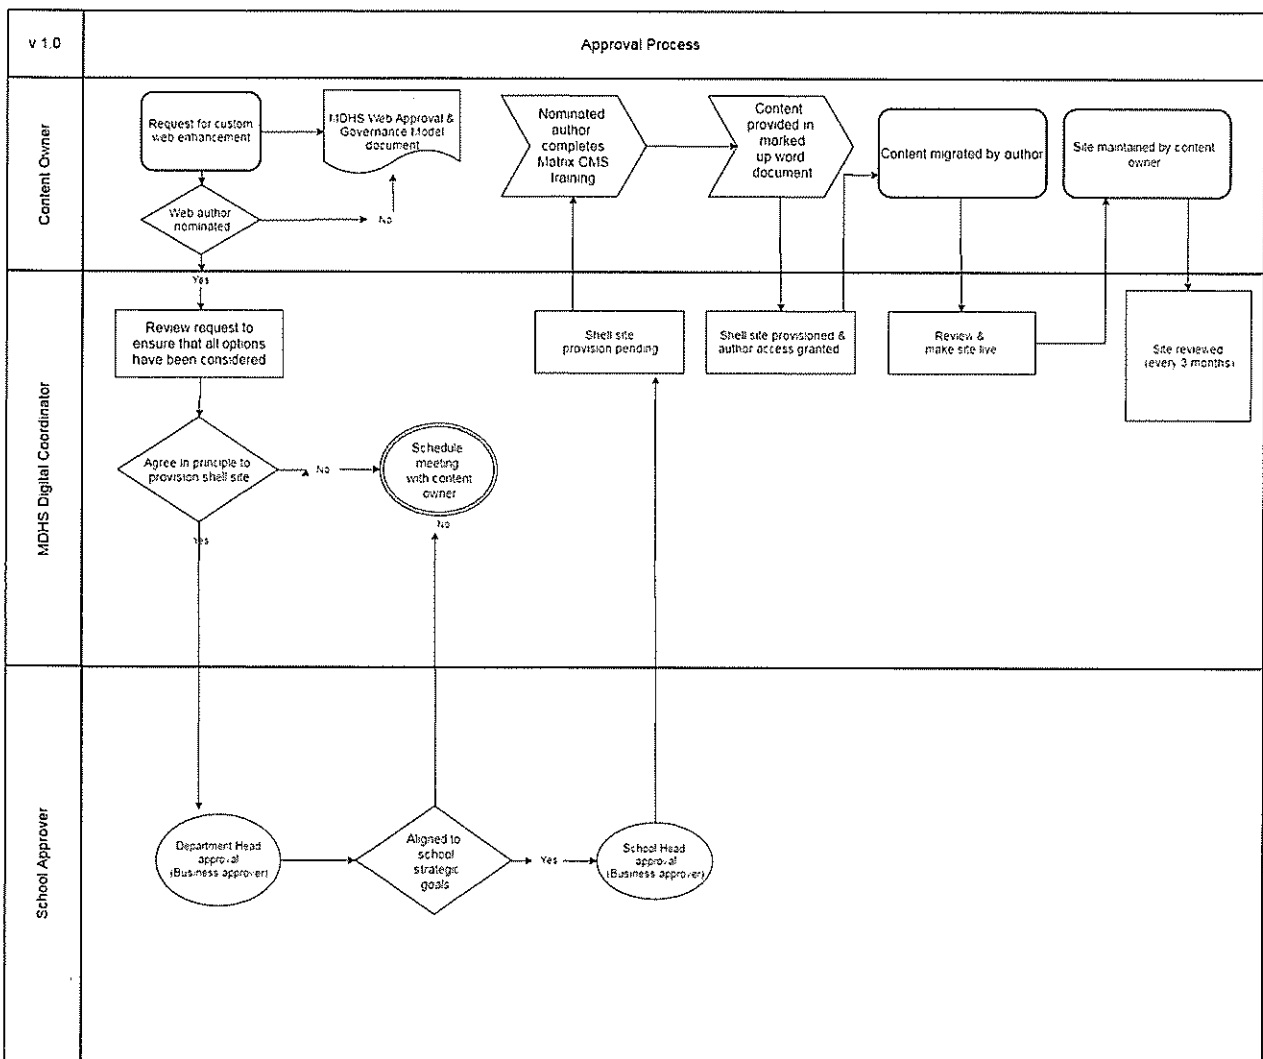 v 1.0
Approval Process
Content Owner
Request for custom
web enhancement
MDHS Web Approval &
Governance Model
document
Web author
nominated
No
Yes
Nominated
author
completes
Matrix CMS
training
Content
provided in
marked
up word
document
Content migrated by author
Site maintained by content
owner
MDHS Digital Coordinator
Review request to
ensure that all options
have been considered
Agree in principle to
provision shell site
No
Yes
Schedule
meeting
with content
owner
No
Shell site
provision pending
Shell site provisioned &
author access granted
Review &
make site live
Site reviewed
(every 3 months)
School Approver
Department Head
approval
(Business approver)
Aligned to
school
strategic
goals
Yes
School Head
approval
(Business approver)